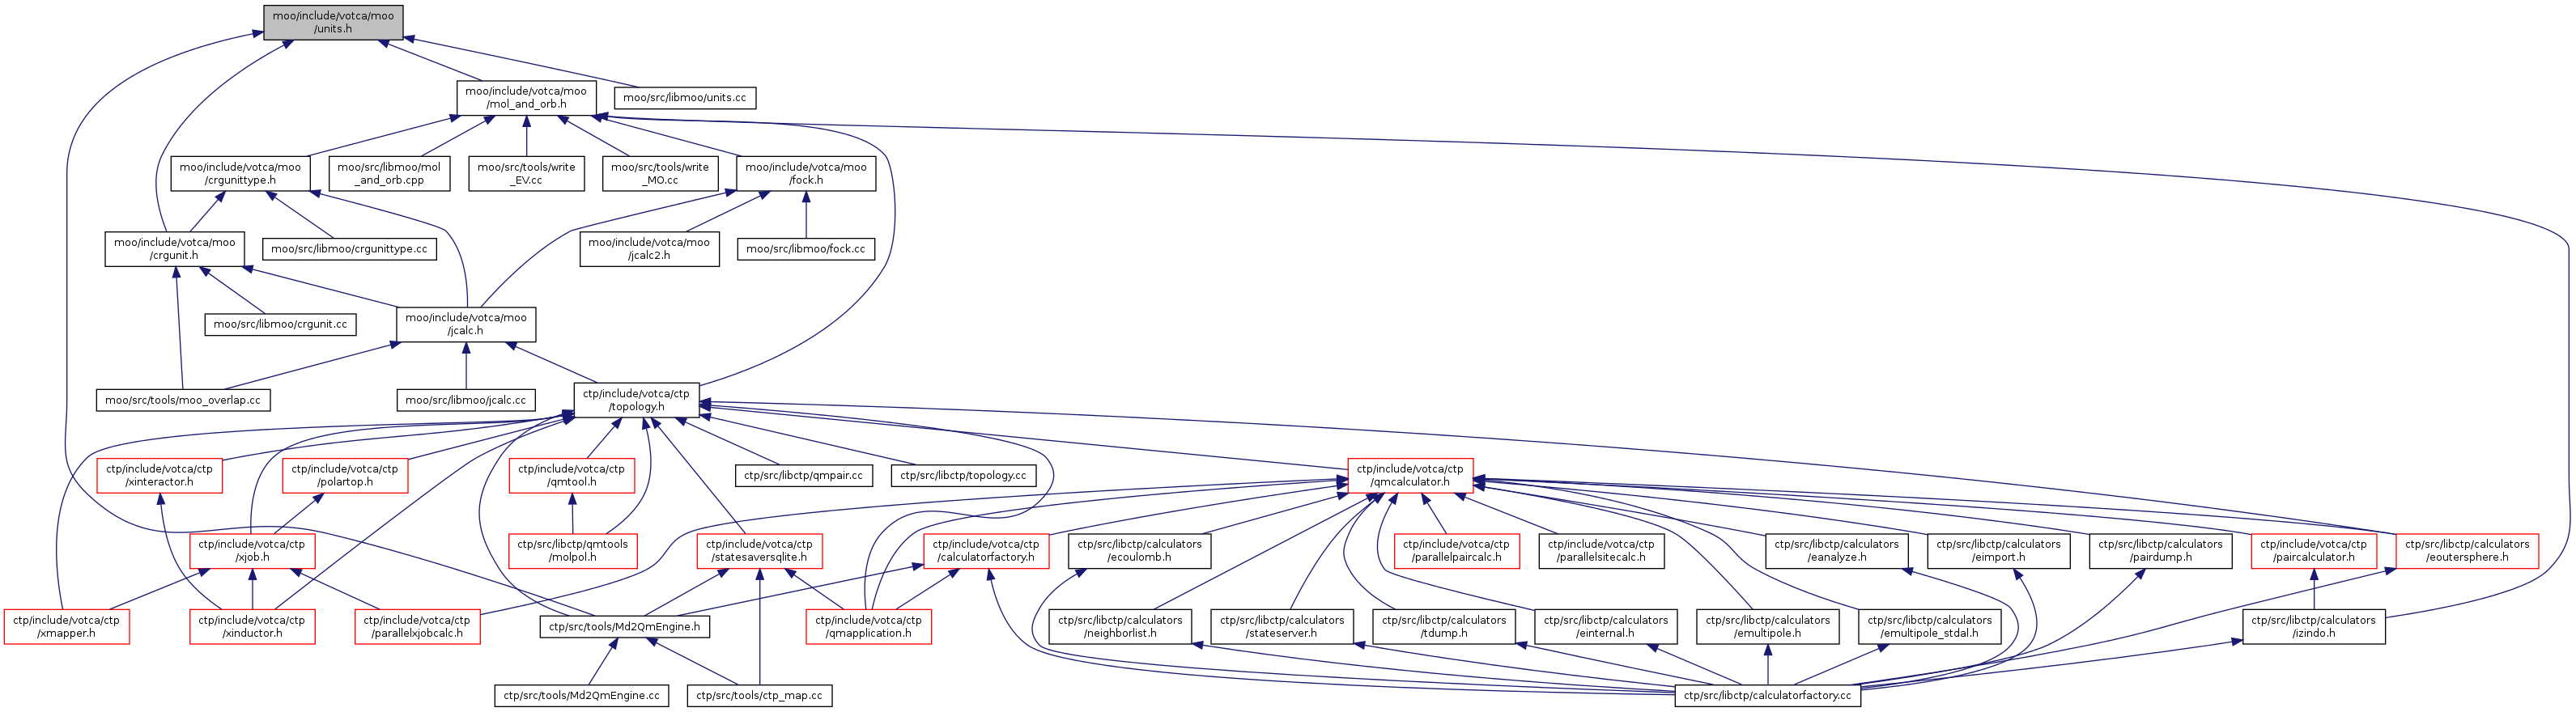 moo/include/votca/moo
/units.h
moo/include/votca/moo
/mol_and_orb.h
moo/src/libmoo/units.cc
moo/include/votca/moo
/crgunittype.h
moo/src/libmoo/mol
_and_orb.cpp
moo/src/tools/write
_EV.cc
moo/src/tools/write
_MO.cc
moo/include/votca/moo
/fock.h
moo/include/votca/moo
/crgunit.h
moo/src/libmoo/crgunittype.cc
moo/include/votca/moo
/jcalc2.h
moo/src/libmoo/fock.cc
moo/src/libmoo/crgunit.cc
moo/include/votca/moo
/jcalc.h
moo/src/tools/moo_overlap.cc
moo/src/libmoo/jcalc.cc
ctp/include/votca/ctp
/topology.h
ctp/include/votca/ctp
/xinteractor.h
ctp/include/votca/ctp
/polartop.h
ctp/include/votca/ctp
/qmtool.h
ctp/src/libctp/qmpair.cc
ctp/src/libctp/topology.cc
ctp/include/votca/ctp
/qmcalculator.h
ctp/include/votca/ctp
/xjob.h
ctp/src/libctp/qmtools
/molpol.h
ctp/include/votca/ctp
/statesaversqlite.h
ctp/include/votca/ctp
/calculatorfactory.h
ctp/src/libctp/calculators
/ecoulomb.h
ctp/include/votca/ctp
/parallelpaircalc.h
ctp/include/votca/ctp
/parallelsitecalc.h
ctp/src/libctp/calculators
/eanalyze.h
ctp/src/libctp/calculators
/eimport.h
ctp/src/libctp/calculators
/pairdump.h
ctp/include/votca/ctp
/paircalculator.h
ctp/src/libctp/calculators
/eoutersphere.h
ctp/include/votca/ctp
/xmapper.h
ctp/include/votca/ctp
/xinductor.h
ctp/include/votca/ctp
/parallelxjobcalc.h
ctp/src/tools/Md2QmEngine.h
ctp/include/votca/ctp
/qmapplication.h
ctp/src/libctp/calculators
/neighborlist.h
ctp/src/libctp/calculators
/stateserver.h
ctp/src/libctp/calculators
/tdump.h
ctp/src/libctp/calculators
/einternal.h
ctp/src/libctp/calculators
/emultipole.h
ctp/src/libctp/calculators
/emultipole_stdal.h
ctp/src/libctp/calculators
/izindo.h
ctp/src/tools/Md2QmEngine.cc
ctp/src/tools/ctp_map.cc
ctp/src/libctp/calculatorfactory.cc